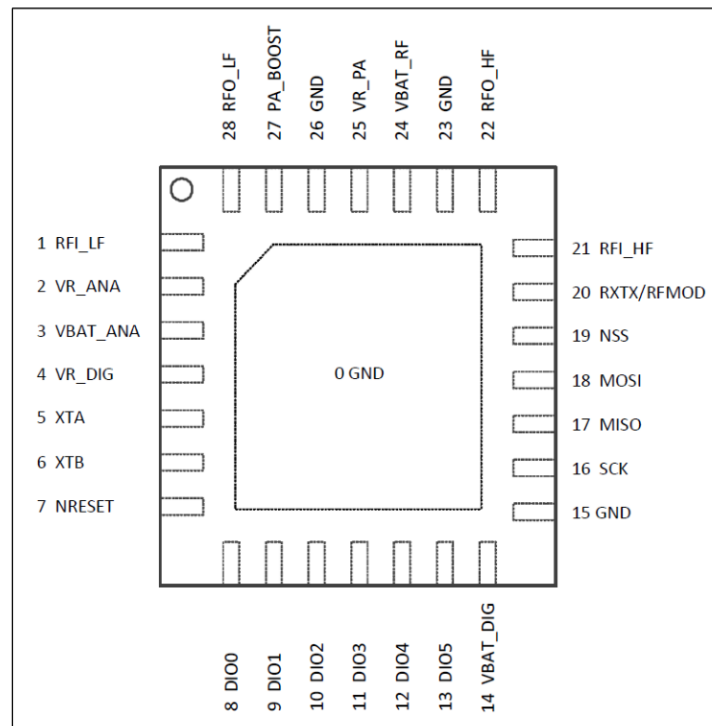 28 RFO_LF
27 PA_BOOST
26 GND
25 VR_PA
24 VBAT_RF
23 GND
22 RFO_HF
1 RFI_LF
2 VR_ANA
3 VBAT_ANA
4 VR_DIG
5 XTA
6 XTB
7 NRESET
0 GND
21 RFI_HF
20 RXTX/RFMOD
19 NSS
18 MOSI
17 MISO
16 SCK
15 GND
8 DIO0
9 DIO1
10 DIO2
11 DIO3
12 DIO4
13 DIO5
14 VBAT_DIG